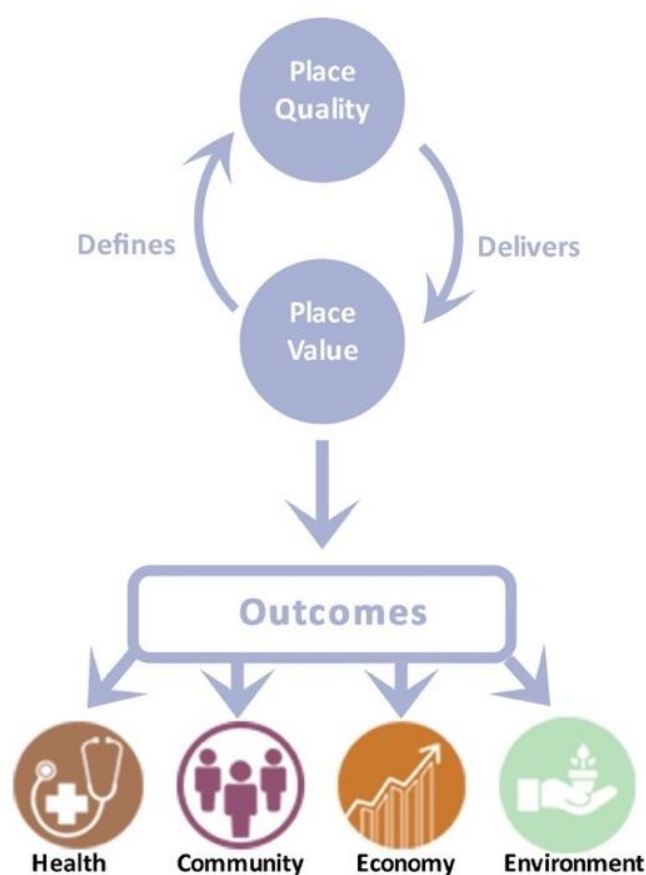 Place
Quality
Defines
Delivers
Place
Value
Outcomes
Health
Community
Economy
Environment